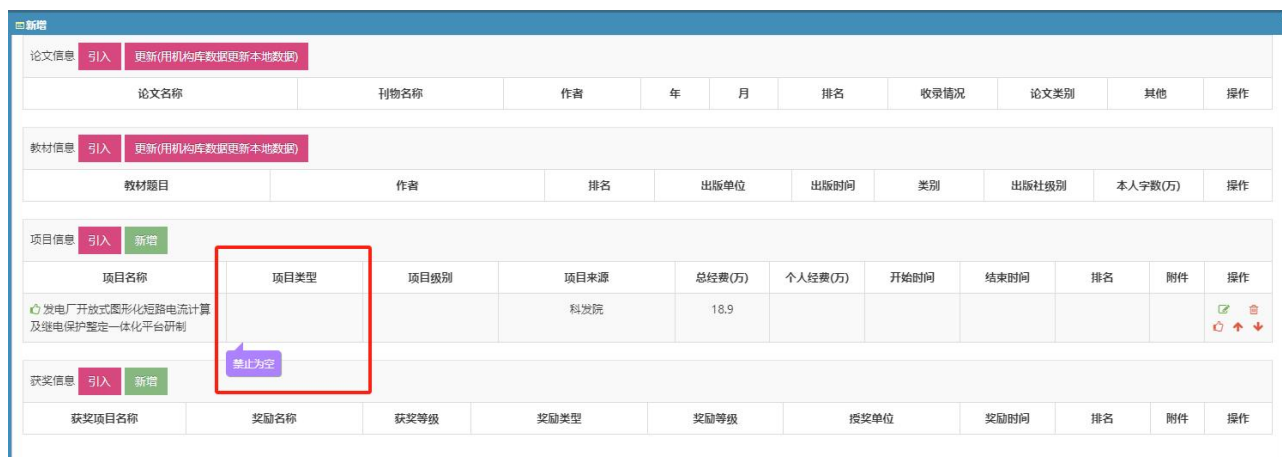 新增
论文信息 引入 更新(用机构库数据更新本地数据)
论文名称 刊物名称 作者 年 月 排名 收录情况 论文类别 其他 操作
教材信息 引入 更新(用机构库数据更新本地数据)
教材题目 作者 排名 出版单位 出版时间 类别 出版社级别 本人字数(万) 操作
项目信息 引入 新增
项目名称 项目类型 项目级别 项目来源 总经费(万) 个人经费(万) 开始时间 结束时间 排名 附件 操作
发电厂开放式图形化短路电流计算 科发院 18.9
及继电保护整定一体化平台研制
禁止为空
获奖信息 引入 新增
获奖项目名称 奖励名称 获奖等级 奖励类型 奖励等级 授奖单位 奖励时间 排名 附件 操作